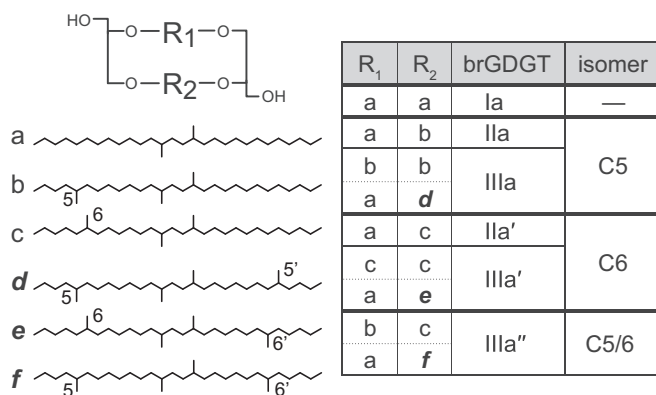 HO
O R₁ O
O R₂ O
OH
a
b 5
c 6
d 5 5’
e 6 6’
f 5 6’
R₁ R₂ brGDGT isomer
a a Ia —
a b IIa C5
b b IIIa
a d
a c IIa′ C6
c c IIIa′
a e
b c IIIa″ C5/6
a f